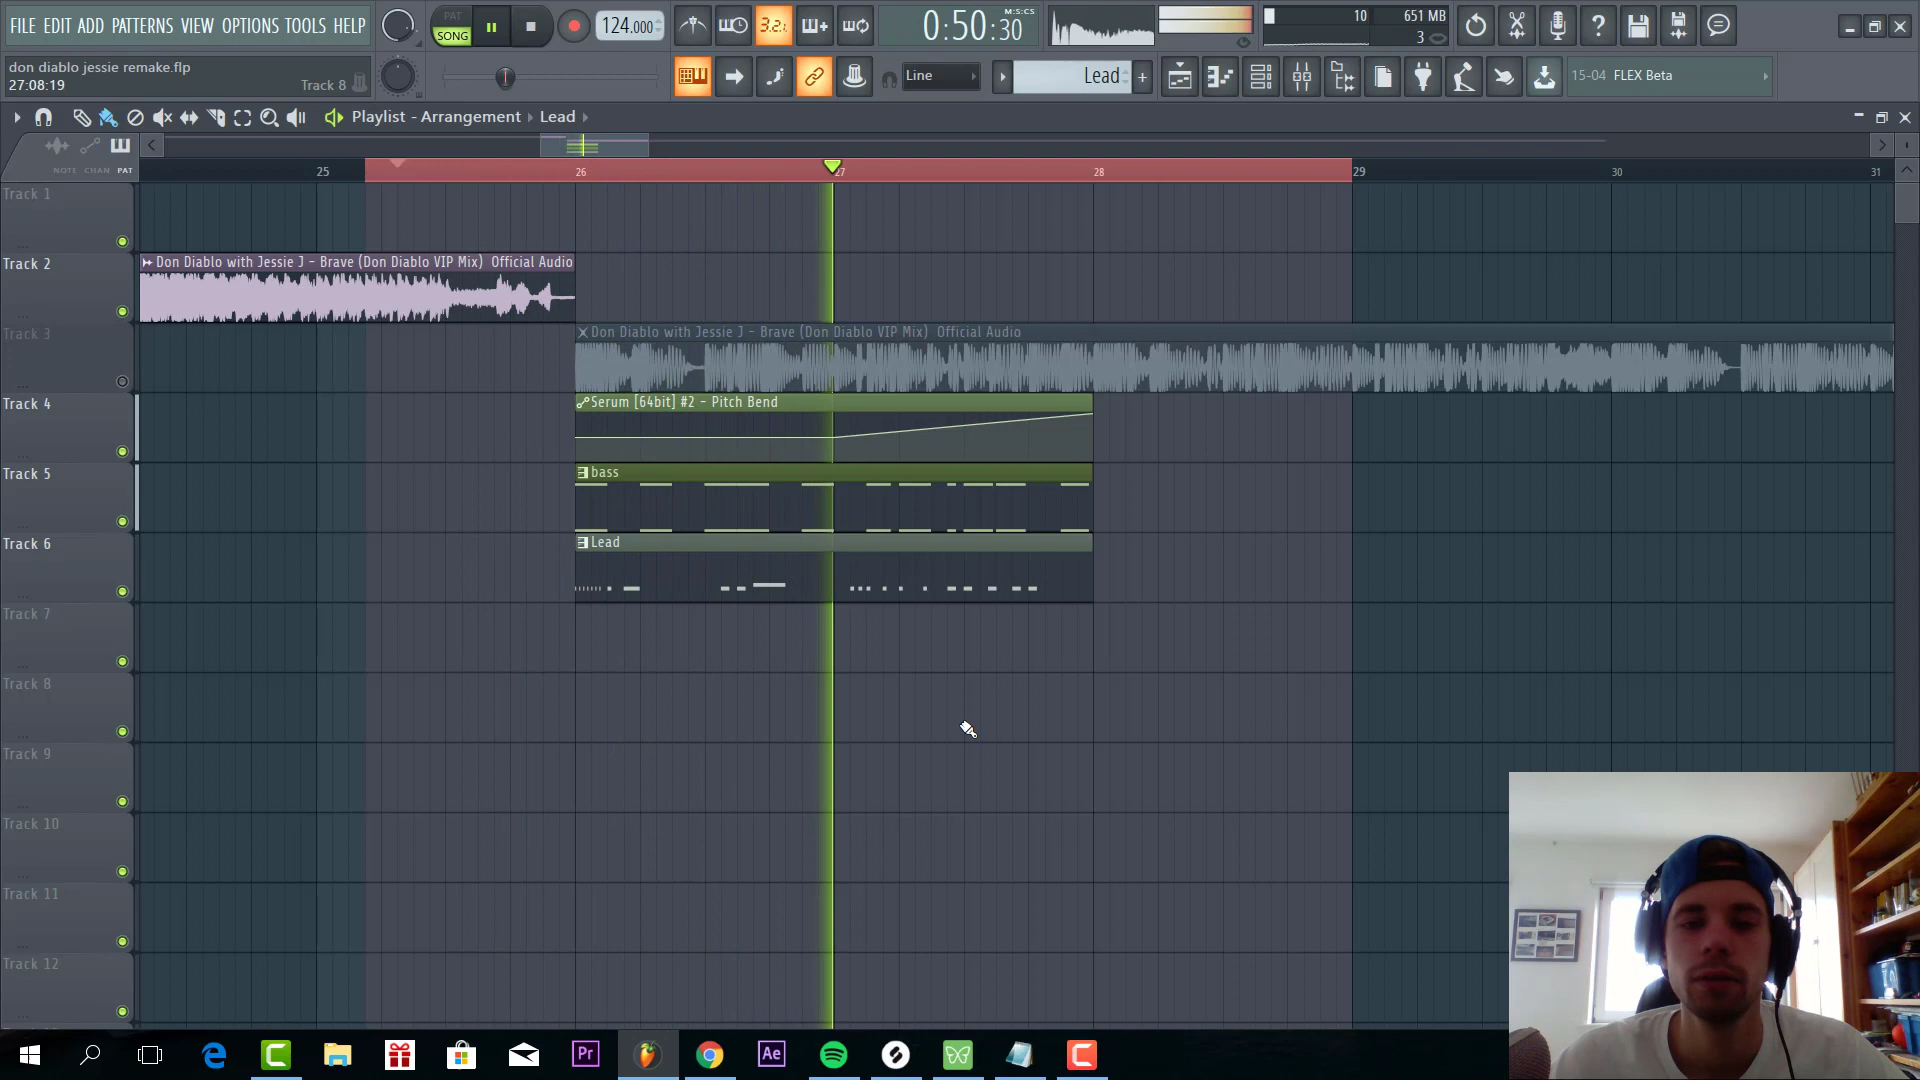 FILE EDIT ADD PATTERNS VIEW OPTIONS TOOLS HELP
PAT
SONG
124.000
3.2.
0:50:30
M:S:CS
10
651 MB
3
don diablo jessie remake.flp
27:08:19
Track 8
Line
Lead
15-04 FLEX Beta
Playlist - Arrangement › Lead ›
NOTE CHAN PAT
25
26
27
28
29
30
31
Track 1
Track 2
Don Diablo with Jessie J - Brave (Don Diablo VIP Mix) Official Audio
Track 3
Don Diablo with Jessie J - Brave (Don Diablo VIP Mix) Official Audio
Track 4
Serum [64bit] #2 - Pitch Bend
Track 5
bass
Track 6
Lead
Track 7
Track 8
Track 9
Track 10
Track 11
Track 12
Pr
Ae